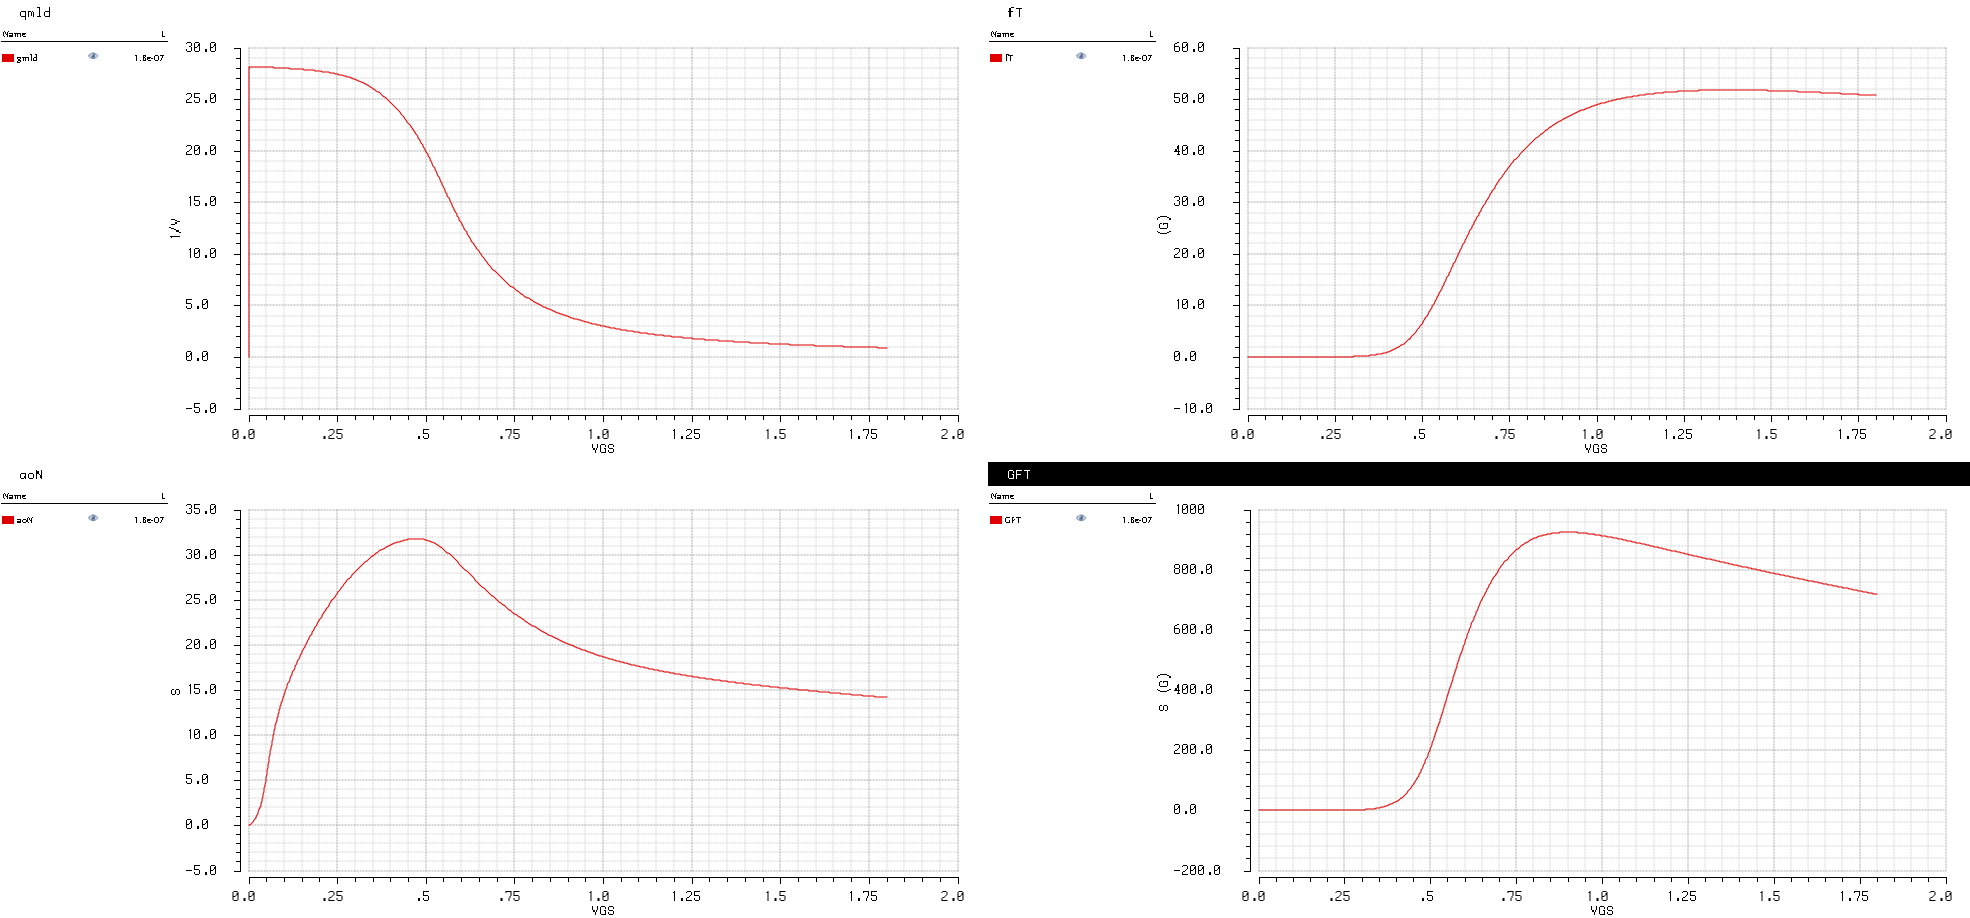 gmId
Name L
gmId 1.8e-07
30.0
25.0
20.0
15.0
10.0
5.0
0.0
-5.0
1/V
0.0 .25 .5 .75 1.0 1.25 1.5 1.75 2.0
VGS
fT
Name L
fT 1.8e-07
60.0
50.0
40.0
30.0
20.0
10.0
0.0
-10.0
(G)
0.0 .25 .5 .75 1.0 1.25 1.5 1.75 2.0
VGS
aoN
Name L
aoN 1.8e-07
35.0
30.0
25.0
20.0
15.0
10.0
5.0
0.0
-5.0
S
0.0 .25 .5 .75 1.0 1.25 1.5 1.75 2.0
VGS
GFT
Name L
GFT 1.8e-07
1000
800.0
600.0
400.0
200.0
0.0
-200.0
S (G)
0.0 .25 .5 .75 1.0 1.25 1.5 1.75 2.0
VGS